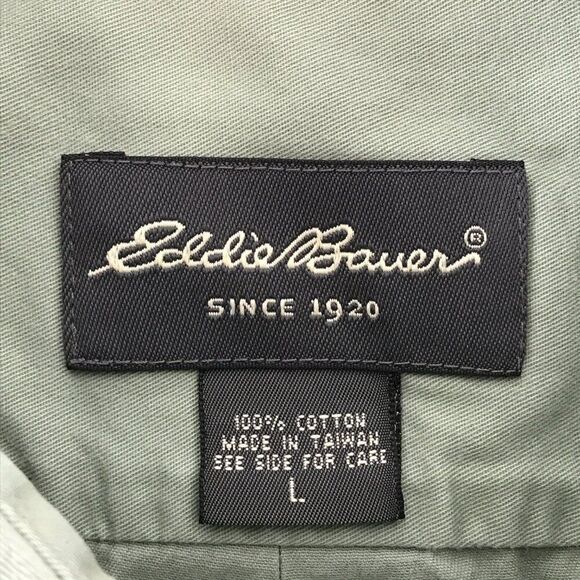 Eddie Bauer®
SINCE 1920
100% COTTON
MADE IN TAIWAN
SEE SIDE FOR CARE
L